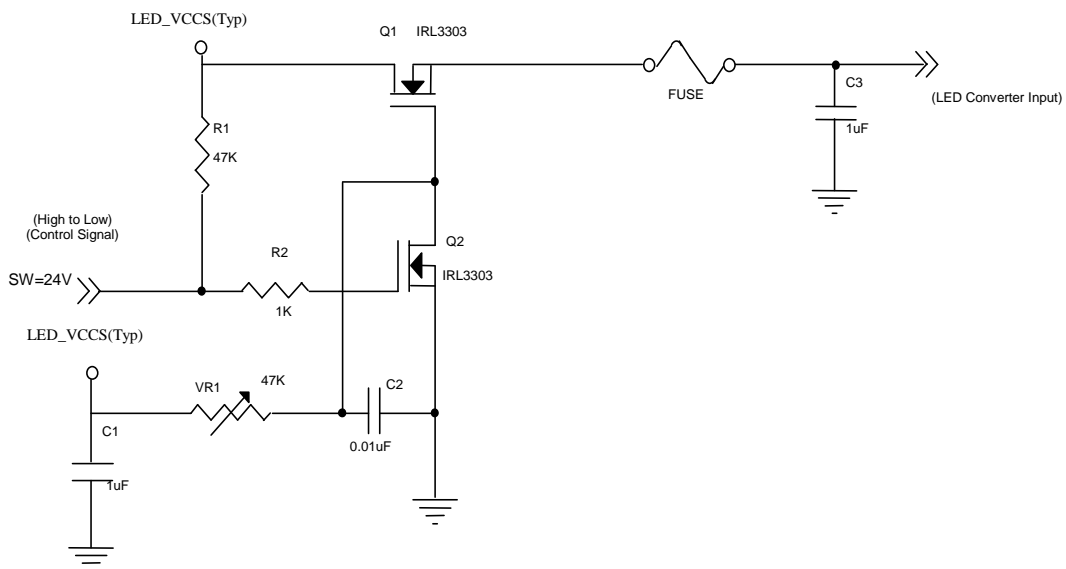 LED_VCCS(Typ)
Q1 IRL3303
FUSE
C3
(LED Converter Input)
1uF
R1
47K
(High to Low)
(Control Signal)
R2
Q2
SW=24V
IRL3303
1K
LED_VCCS(Typ)
VR1
47K
C2
C1
0.01uF
1uF